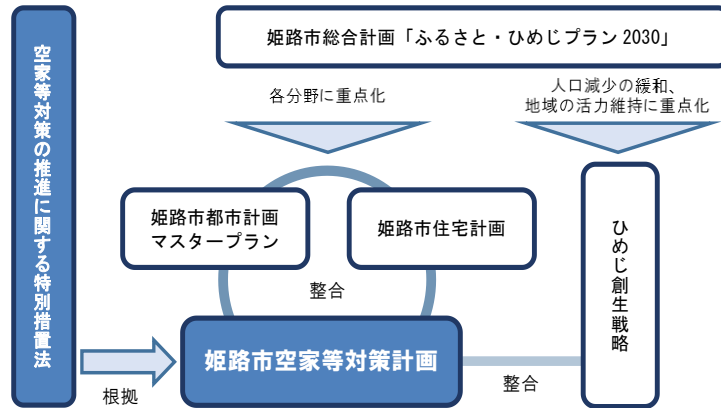 空家等対策の推進に関する特別措置法
姫路市総合計画「ふるさと・ひめじプラン 2030」
各分野に重点化
人口減少の緩和、
地域の活力維持に重点化
姫路市都市計画
マスタープラン
姫路市住宅計画
ひめじ創生戦略
整合
姫路市空家等対策計画
根拠
整合